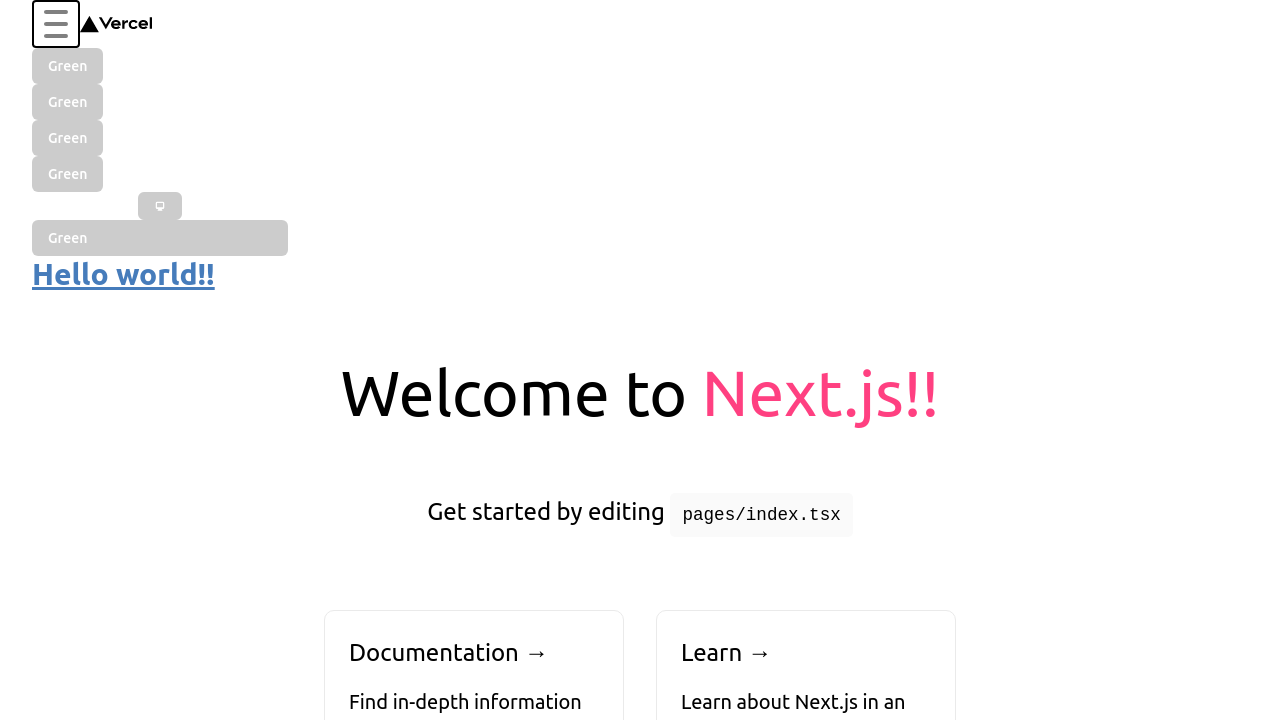 Vercel
Green
Green
Green
Green
Green
Hello world!!
Welcome to Next.js!!
Get started by editing pages/index.tsx
Documentation →
Learn →
Find in-depth information
Learn about Next.js in an